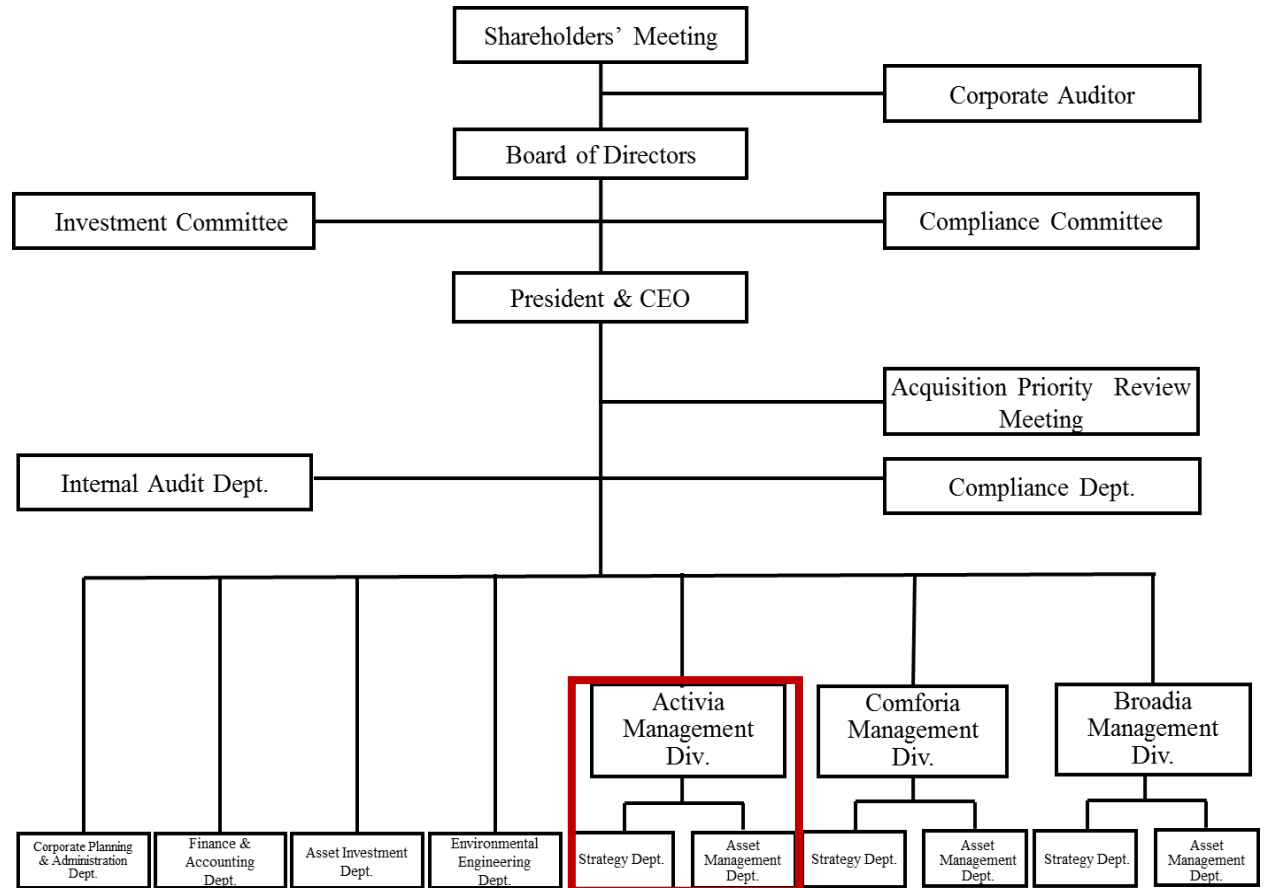 Shareholders’ Meeting
Corporate Auditor
Board of Directors
Investment Committee
Compliance Committee
President & CEO
Acquisition Priority Review
Meeting
Internal Audit Dept.
Compliance Dept.
Activia
Management
Div.
Comforia
Management
Div.
Broadia
Management
Div.
Corporate Planning
& Administration
Dept.
Finance &
Accounting
Dept.
Asset Investment
Dept.
Environmental
Engineering
Dept.
Strategy Dept.
Asset
Management
Dept.
Strategy Dept.
Asset
Management
Dept.
Strategy Dept.
Asset
Management
Dept.